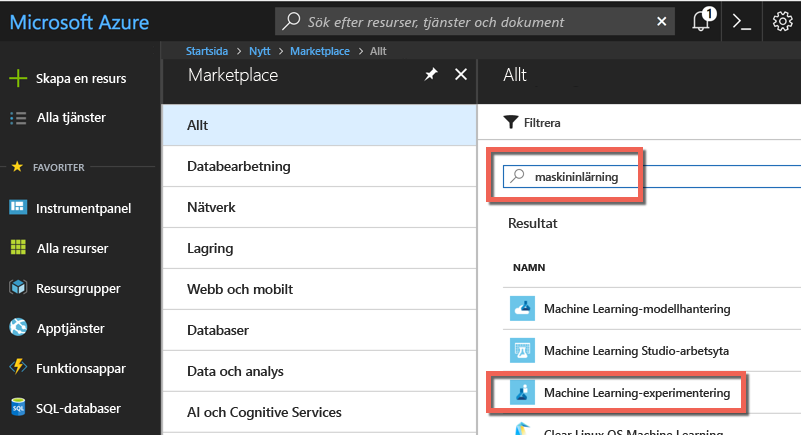 Microsoft Azure
Sök efter resurser, tjänster och dokument
1
Startsida > Nytt > Marketplace > Allt
Skapa en resurs
Alla tjänster
FAVORITER
Instrumentpanel
Alla resurser
Resursgrupper
Apptjänster
Funktionsappar
SQL
SQL-databaser
Marketplace
Allt
Databearbetning
Nätverk
Lagring
Webb och mobilt
Databaser
Data och analys
AI och Cognitive Services
Allt
Filtrera
maskininlärning
Resultat
NAMN
Machine Learning-modellhantering
Machine Learning Studio-arbetsyta
Machine Learning-experimentering
Clear Linux OS Machine Learning